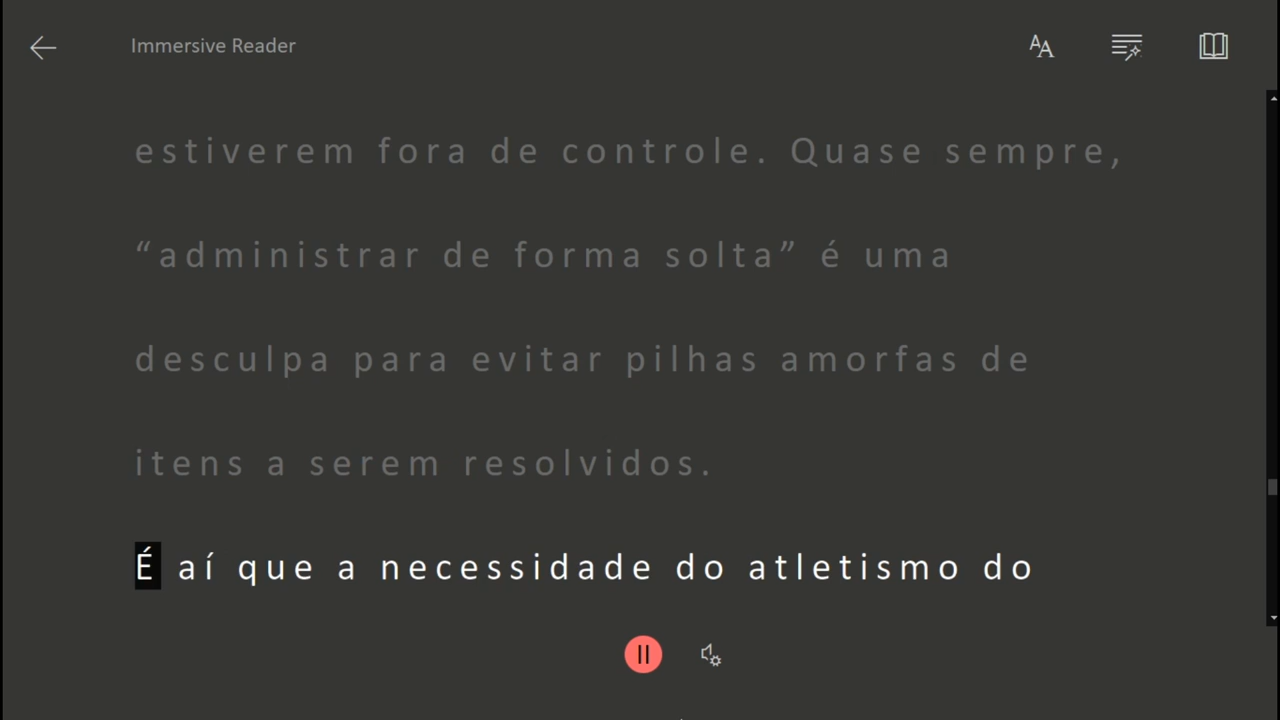 Immersive Reader
estiverem fora de controle. Quase sempre,
“administrar de forma solta” é uma
desculpa para evitar pilhas amorfas de
itens a serem resolvidos.
É aí que a necessidade do atletismo do